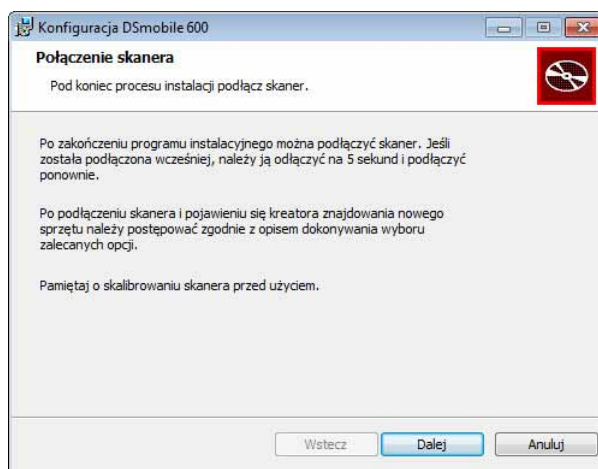 Konfiguracja DSmobile 600
Połączenie skanera
Pod koniec procesu instalacji podłącz skaner.
Po zakończeniu programu instalacyjnego można podłączyć skaner. Jeśli
została podłączona wcześniej, należy ją odłączyć na 5 sekund i podłączyć
ponownie.
Po podłączeniu skanera i pojawieniu się kreatora znajdowania nowego
sprzętu należy postępować zgodnie z opisem dokonywania wyboru
zalecanych opcji.
Pamiętaj o skalibrowaniu skanera przed użyciem.
Wstecz
Dalej
Anuluj